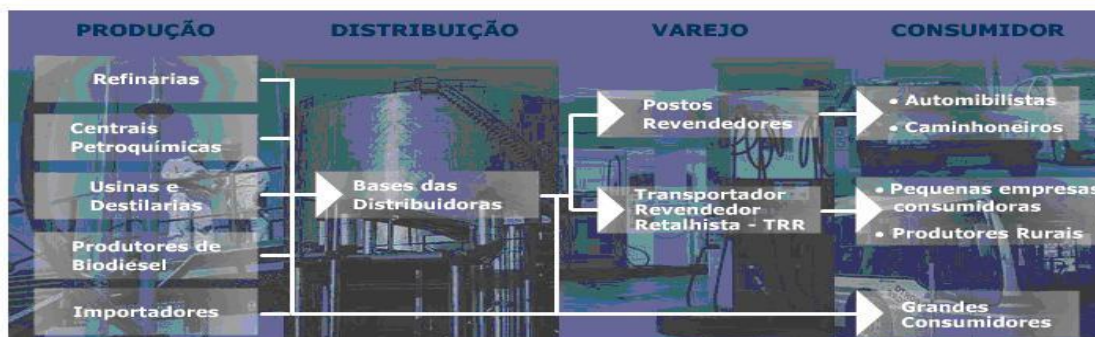 PRODUÇÃO
DISTRIBUIÇÃO
VAREJO
CONSUMIDOR
Refinarias
Centrais
Petroquímicas
Usinas e
Destilarias
Produtores de
Biodiesel
Importadores
Bases das
Distribuidoras
Postos
Revendedores
Transportador
Revendedor
Retalhista - TRR
• Automibilistas
• Caminhoneiros
• Pequenas empresas
consumidoras
• Produtores Rurais
Grandes
Consumidores